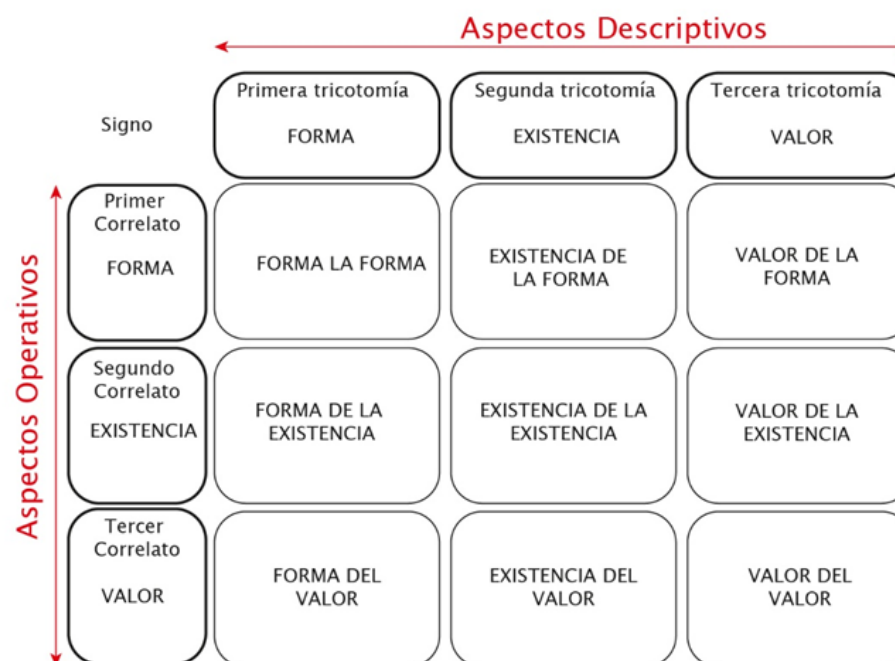 Aspectos Descriptivos
Signo
Primera tricotomía
FORMA
Segunda tricotomía
EXISTENCIA
Tercera tricotomía
VALOR
Aspectos Operativos
Primer
Correlato
FORMA
FORMA LA FORMA
EXISTENCIA DE
LA FORMA
VALOR DE LA
FORMA
Segundo
Correlato
EXISTENCIA
FORMA DE LA
EXISTENCIA
EXISTENCIA DE LA
EXISTENCIA
VALOR DE LA
EXISTENCIA
Tercer
Correlato
VALOR
FORMA DEL
VALOR
EXISTENCIA DEL
VALOR
VALOR DEL
VALOR